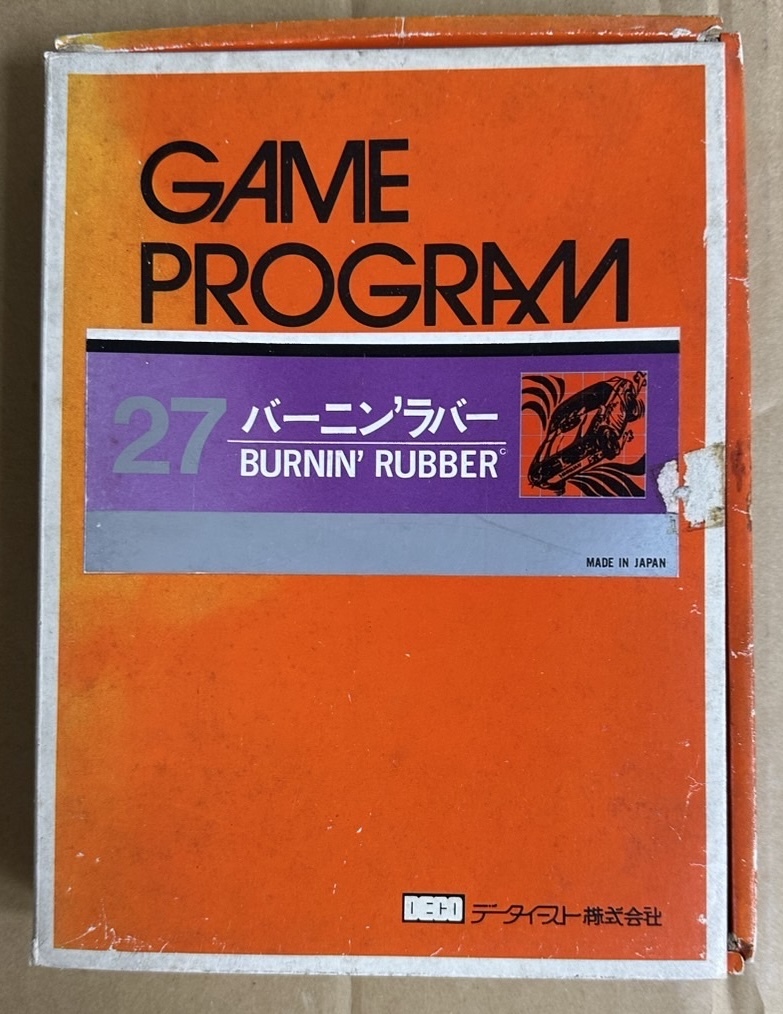 GAME
PROGRAM
27 バーニン'ラバー
BURNIN' RUBBER©
MADE IN JAPAN
DECO データイースト株式会社